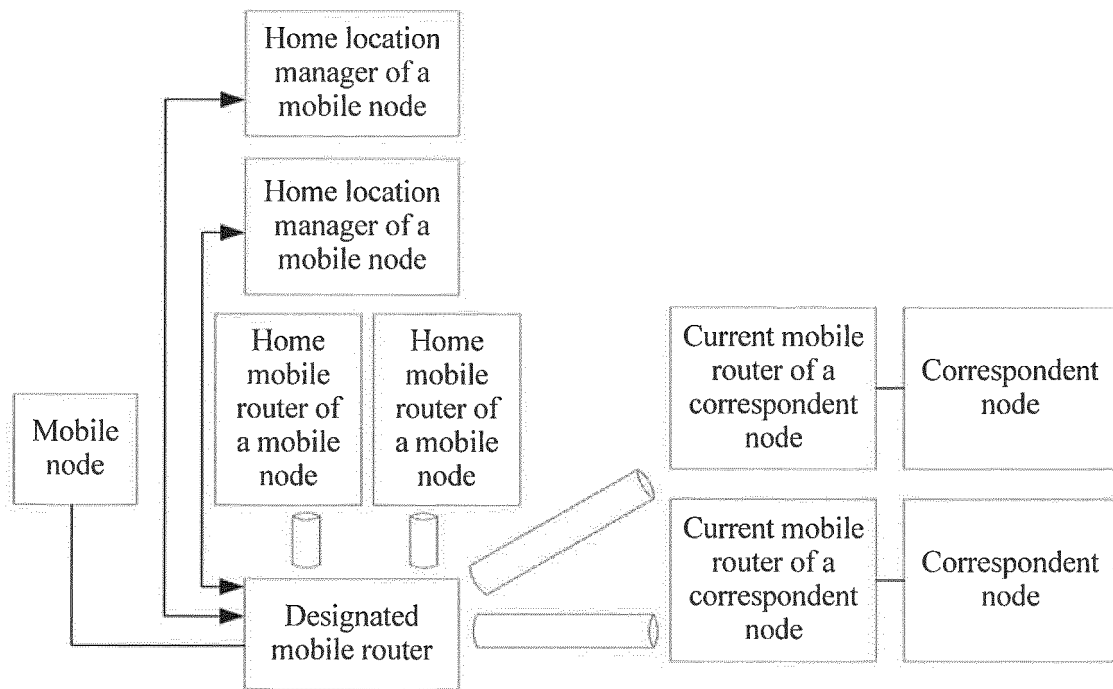 Home location
manager of a
mobile node
Home location
manager of a
mobile node
Home
mobile
router of
a mobile
node
Home
mobile
router of
a mobile
node
Mobile
node
Designated
mobile router
Current mobile
router of a
correspondent
node
Correspondent
node
Current mobile
router of a
correspondent
node
Correspondent
node